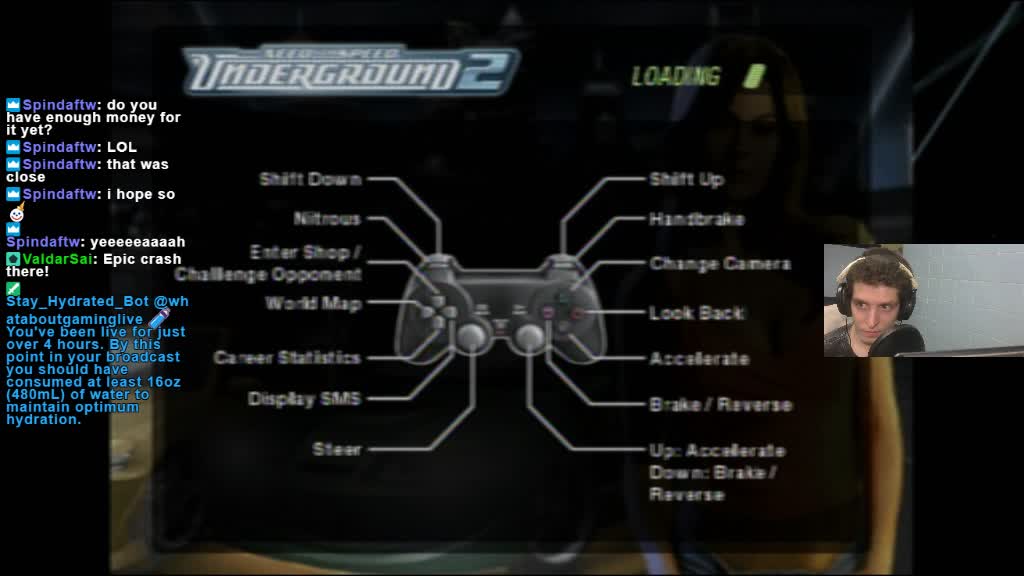 NEED FOR SPEED
UNDERGROUND 2
LOADING
Spindaftw: do you
have enough money for
it yet?
Spindaftw: LOL
Spindaftw: that was
close
Spindaftw: i hope so
Spindaftw: yeeeeeaaaah
ValdarSai: Epic crash
there!
Stay_Hydrated_Bot @wh
ataboutgaminglive
You've been live for just
over 4 hours. By this
point in your broadcast
you should have
consumed at least 16oz
(480mL) of water to
maintain optimum
hydration.
Shift Down
Nitrous
Enter Shop /
Challenge Opponent
World Map
Career Statistics
Display SMS
Steer
Shift Up
Handbrake
Change Camera
Look Back
Accelerate
Brake / Reverse
Up: Accelerate
Down: Brake /
Reverse